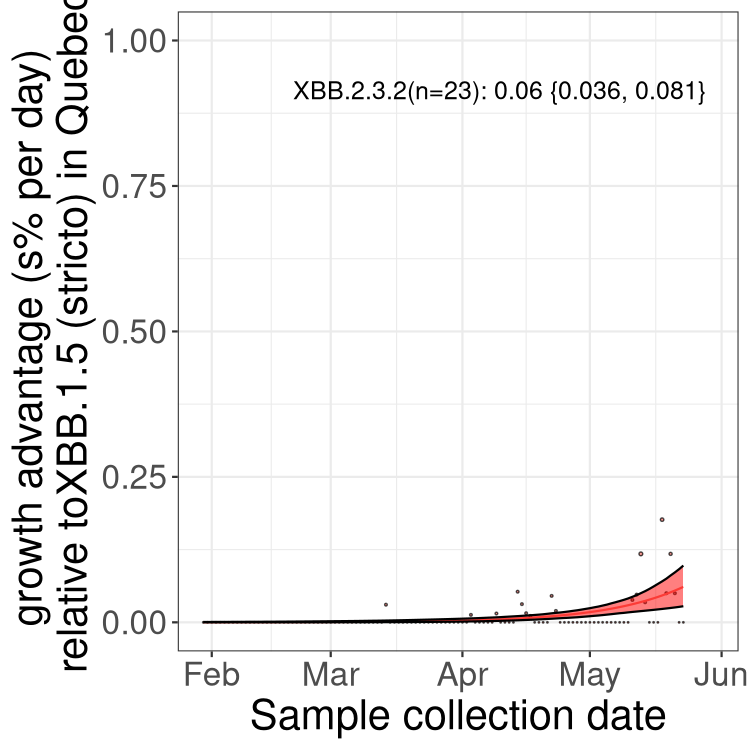 growth advantage (s% per day)
relative toXBB.1.5 (stricto) in Quebec
1.00
0.75
0.50
0.25
0.00
XBB.2.3.2(n=23): 0.06 {0.036, 0.081}
Feb Mar Apr May Jun
Sample collection date